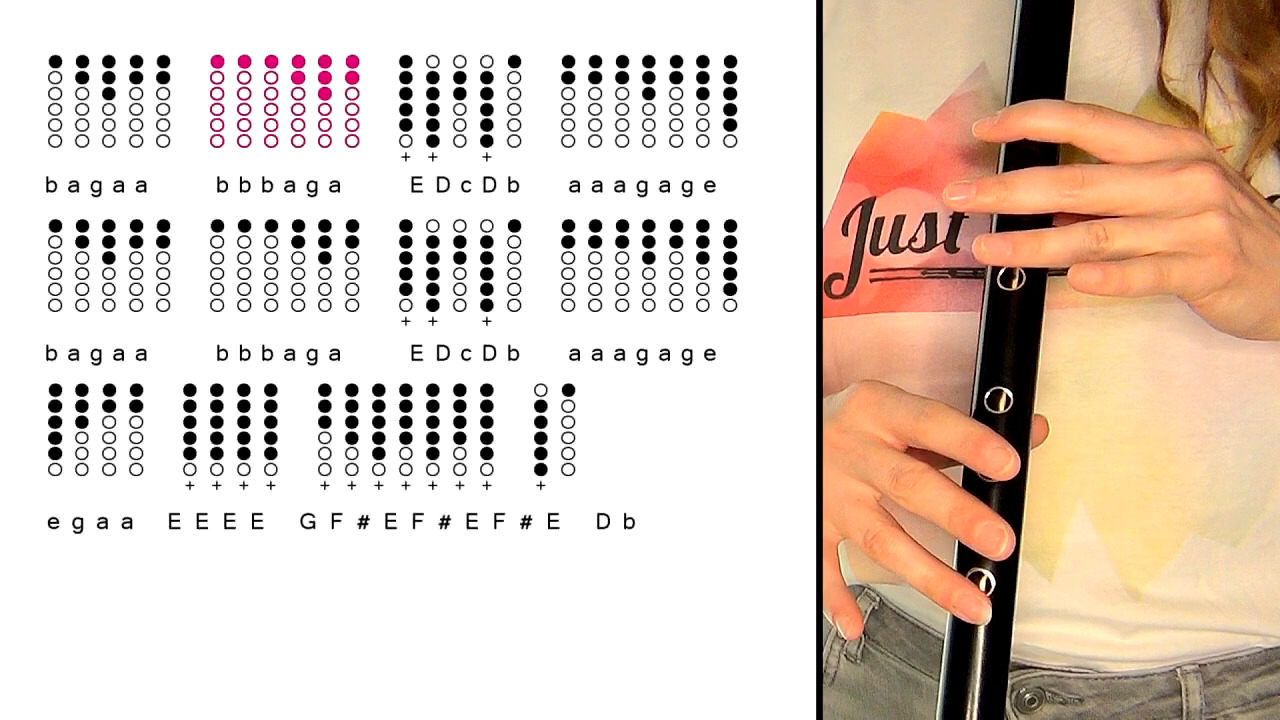 + + +
b a g a a b b b a g a E D c D b a a a g a g e
Just
+ + +
b a g a a b b b a g a E D c D b a a a g a g e
+ + + + + + + + + + + +
e g a a E E E E G F # E F # E F # E D b